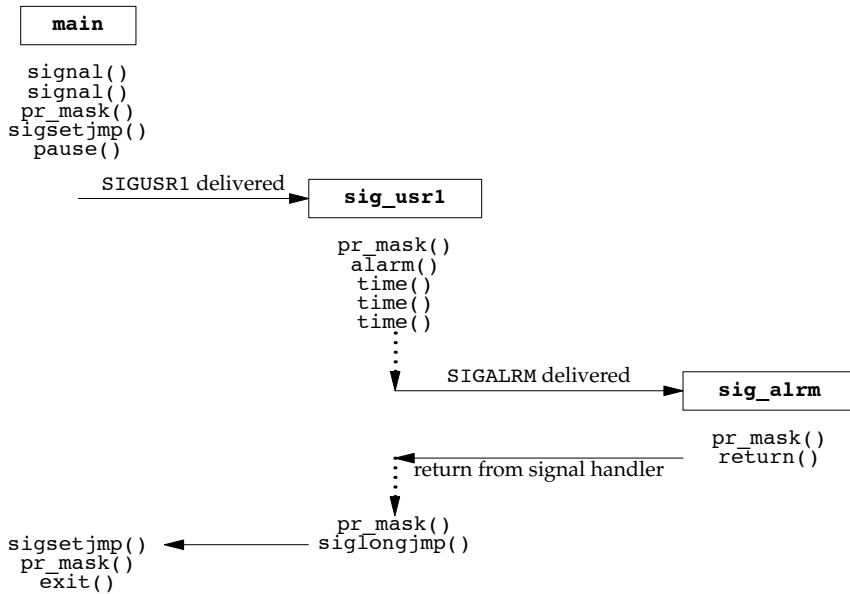 main
signal()
signal()
pr_mask()
sigsetjmp()
pause()
SIGUSR1 delivered
sig_usr1
pr_mask()
alarm()
time()
time()
time()
SIGALRM delivered
sig_alrm
pr_mask()
return()
return from signal handler
pr_mask()
siglongjmp()
sigsetjmp()
pr_mask()
exit()